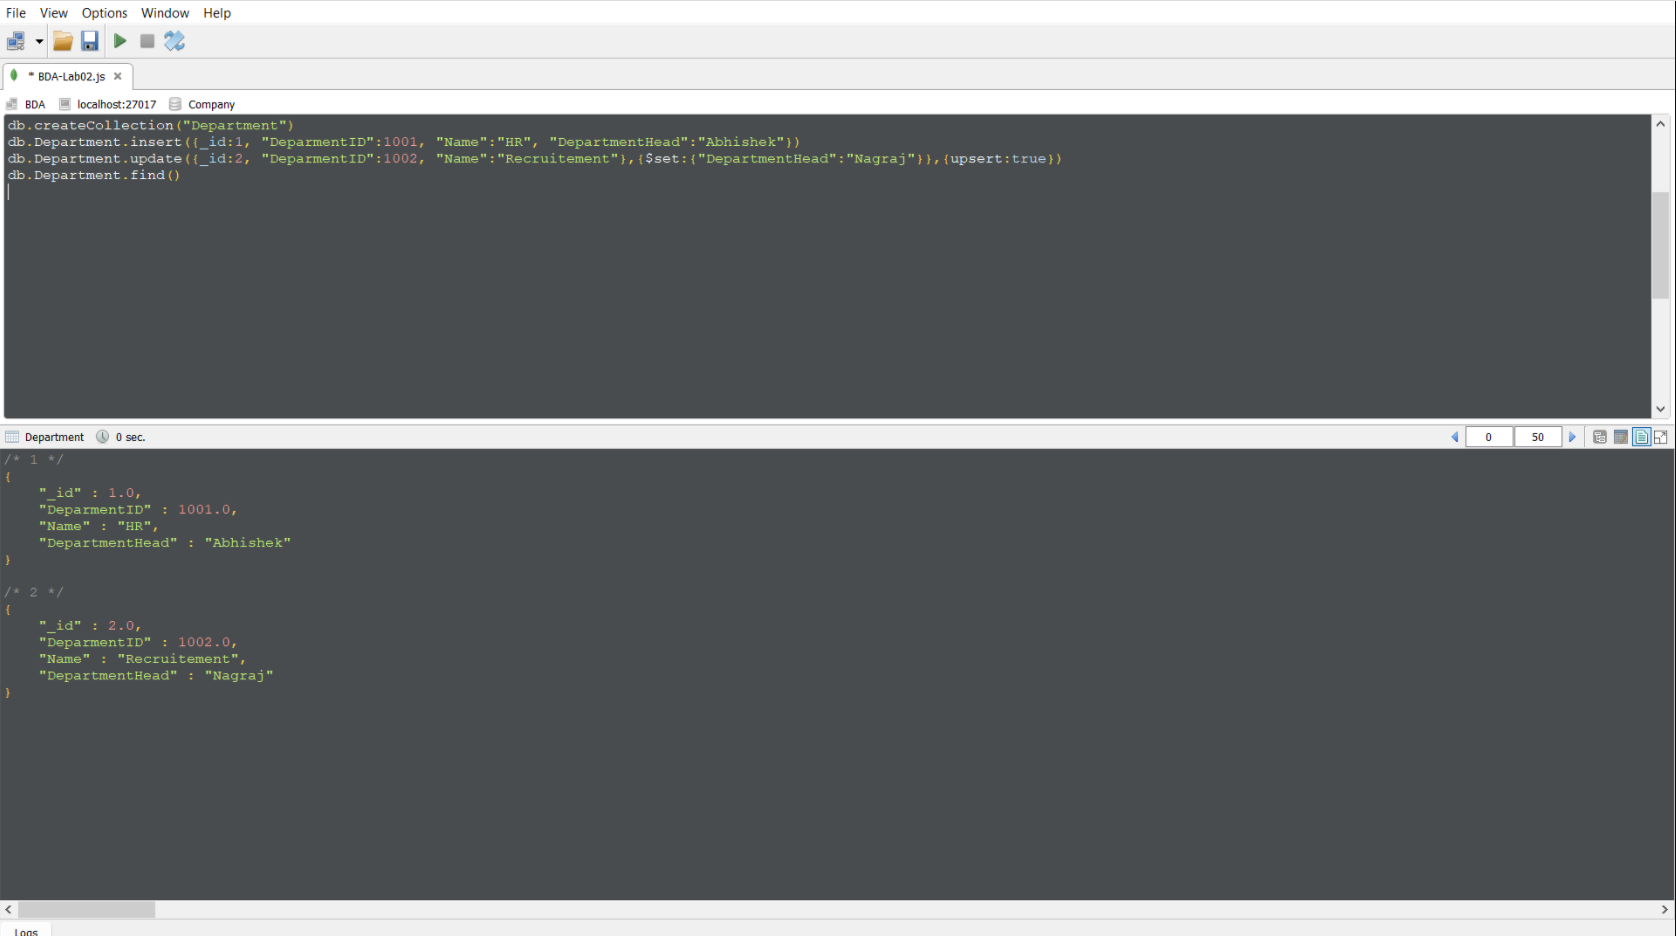 File View Options Window Help
* BDA-Lab02.js
BDA localhost:27017 Company
db.createCollection("Department")
db.Department.insert({_id:1, "DeparmentID":1001, "Name":"HR", "DepartmentHead":"Abhishek"})
db.Department.update({_id:2, "DeparmentID":1002, "Name":"Recruitement"},{$set:{"DepartmentHead":"Nagraj"}},{upsert:true})
db.Department.find()
Department 0 sec. 0 50
/* 1 */
{
"_id" : 1.0,
"DeparmentID" : 1001.0,
"Name" : "HR",
"DepartmentHead" : "Abhishek"
}
/* 2 */
{
"_id" : 2.0,
"DeparmentID" : 1002.0,
"Name" : "Recruitement",
"DepartmentHead" : "Nagraj"
}
Logs